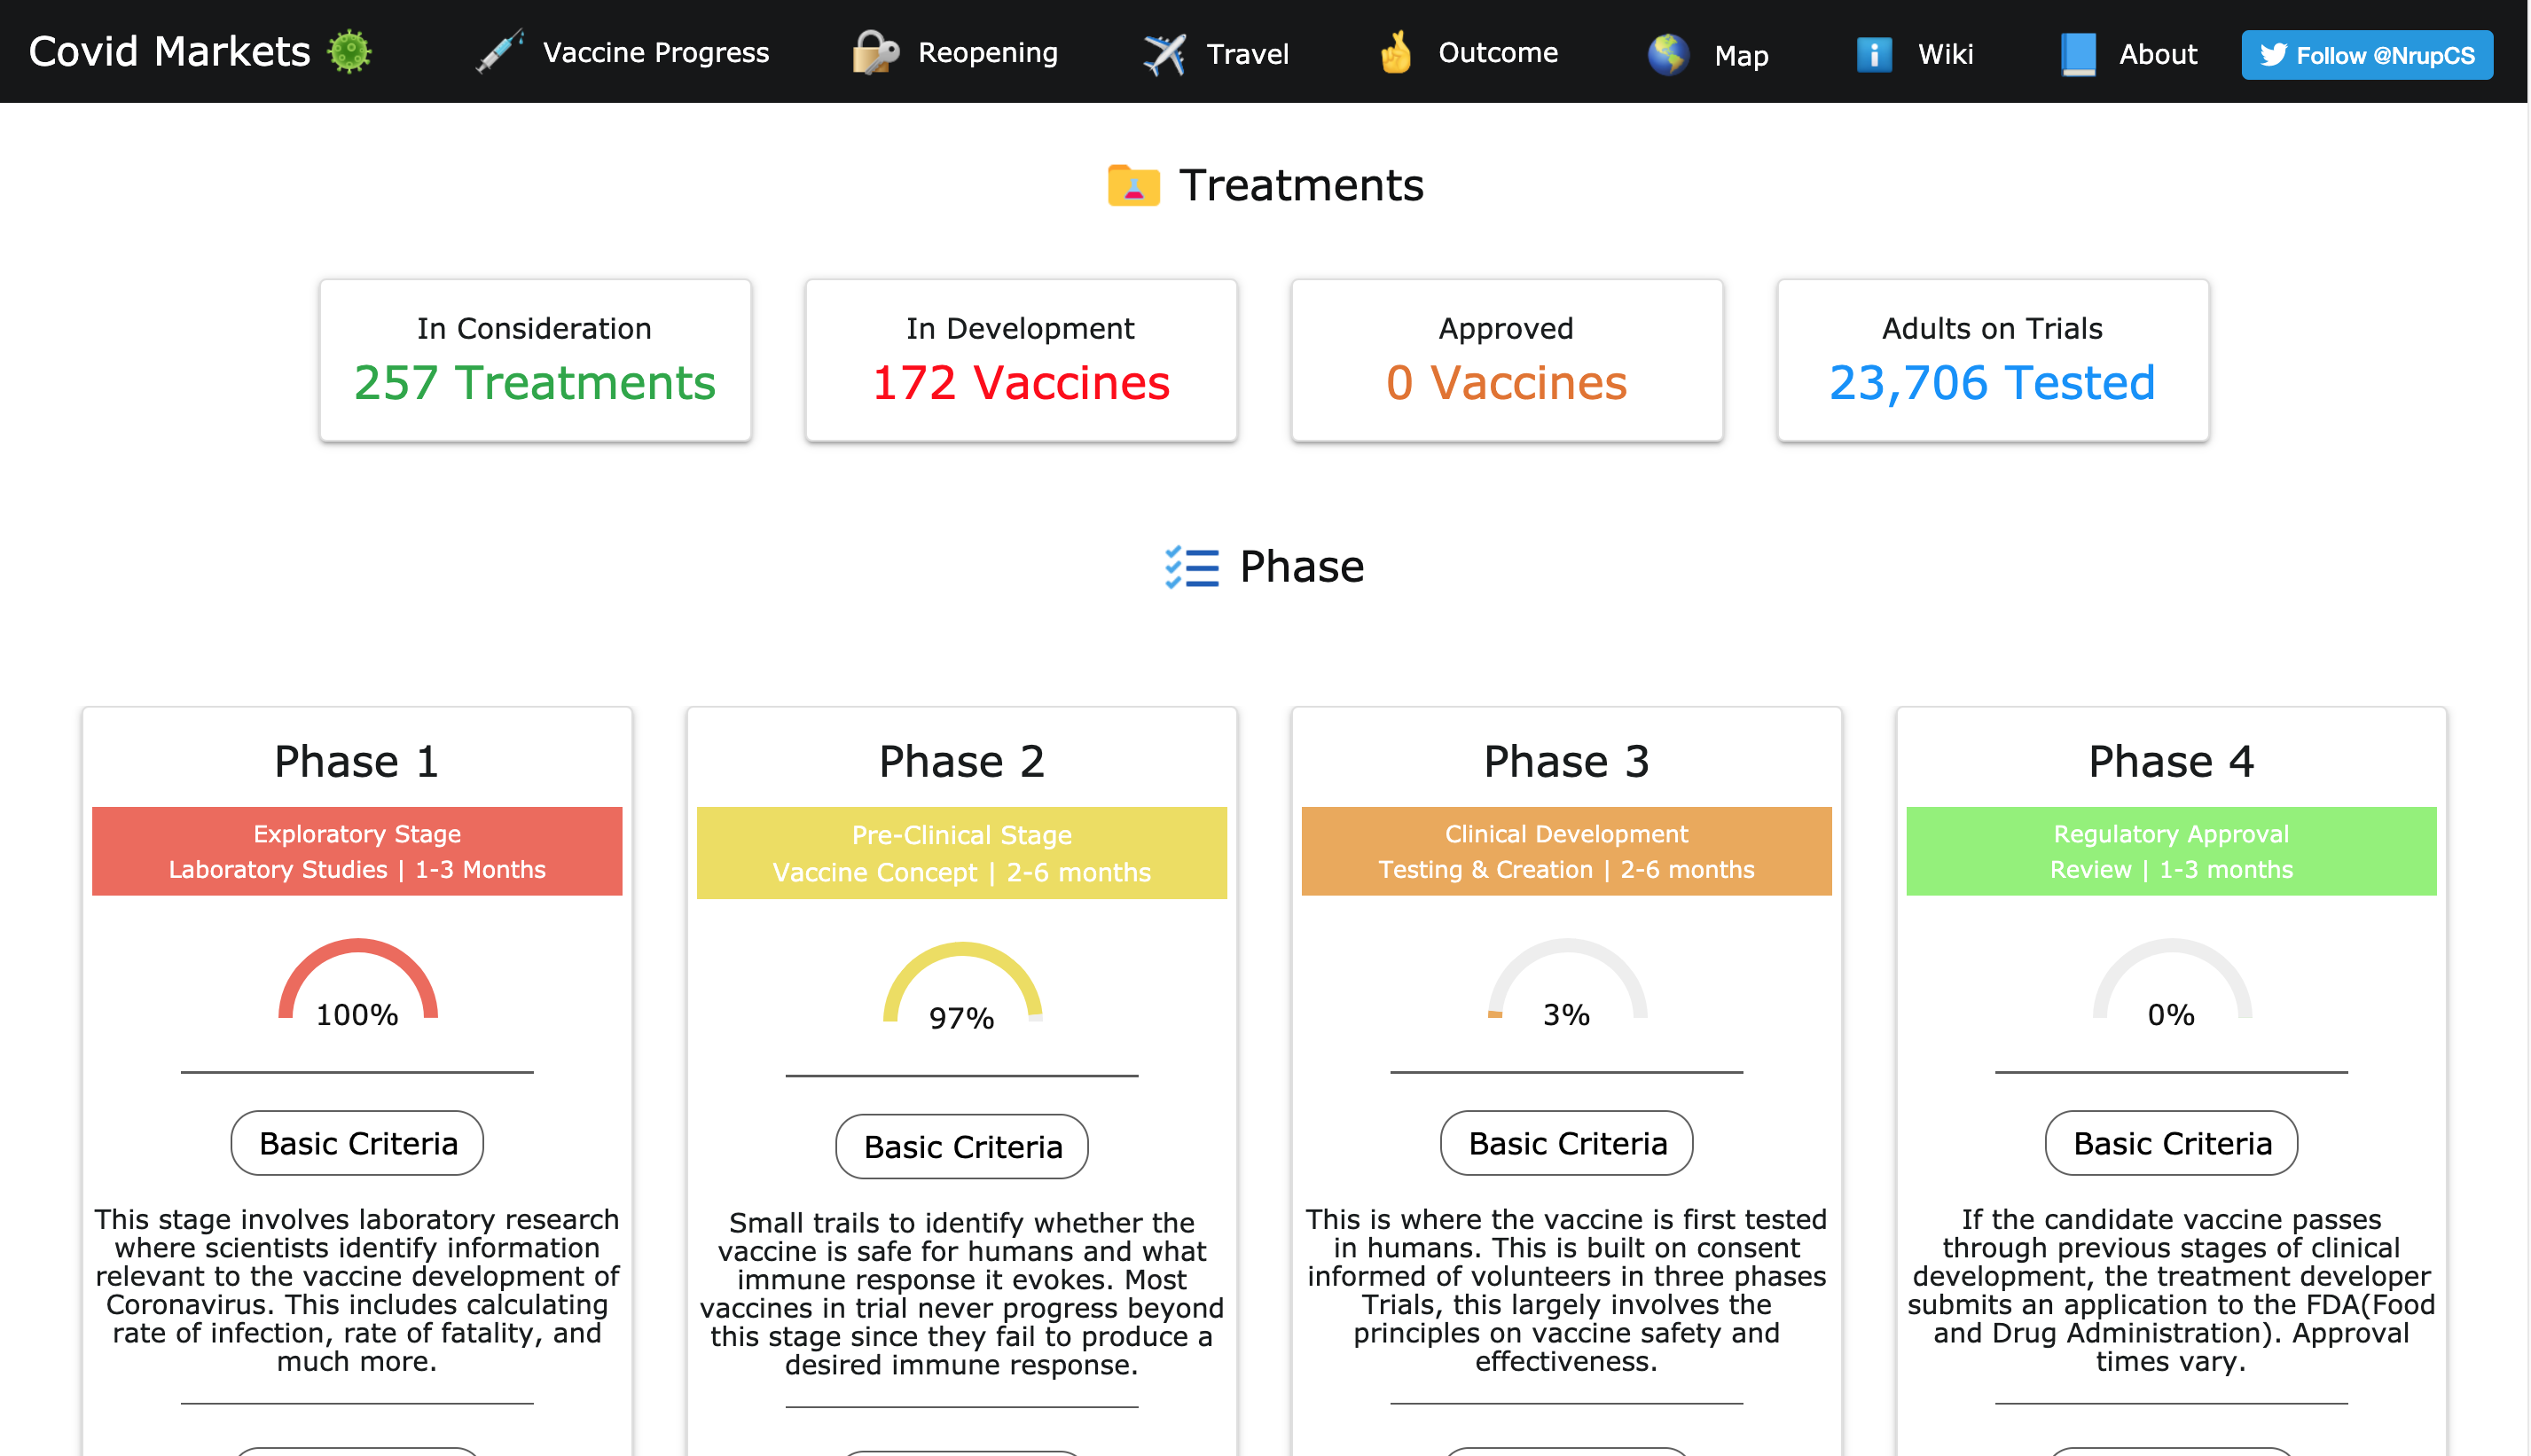 Covid Markets
Vaccine Progress
Reopening
Travel
Outcome
Map
Wiki
About
Follow @NrupCS
Treatments
In Consideration
257 Treatments
In Development
172 Vaccines
Approved
0 Vaccines
Adults on Trials
23,706 Tested
Phase
Phase 1
Exploratory Stage
Laboratory Studies | 1-3 Months
100%
Basic Criteria
This stage involves laboratory research
where scientists identify information
relevant to the vaccine development of
Coronavirus. This includes calculating
rate of infection, rate of fatality, and
much more.
Phase 2
Pre-Clinical Stage
Vaccine Concept | 2-6 months
97%
Basic Criteria
Small trails to identify whether the
vaccine is safe for humans and what
immune response it evokes. Most
vaccines in trial never progress beyond
this stage since they fail to produce a
desired immune response.
Phase 3
Clinical Development
Testing & Creation | 2-6 months
3%
Basic Criteria
This is where the vaccine is first tested
in humans. This is built on consent
informed of volunteers in three phases
Trials, this largely involves the
principles on vaccine safety and
effectiveness.
Phase 4
Regulatory Approval
Review | 1-3 months
0%
Basic Criteria
If the candidate vaccine passes
through previous stages of clinical
development, the treatment developer
submits an application to the FDA(Food
and Drug Administration). Approval
times vary.